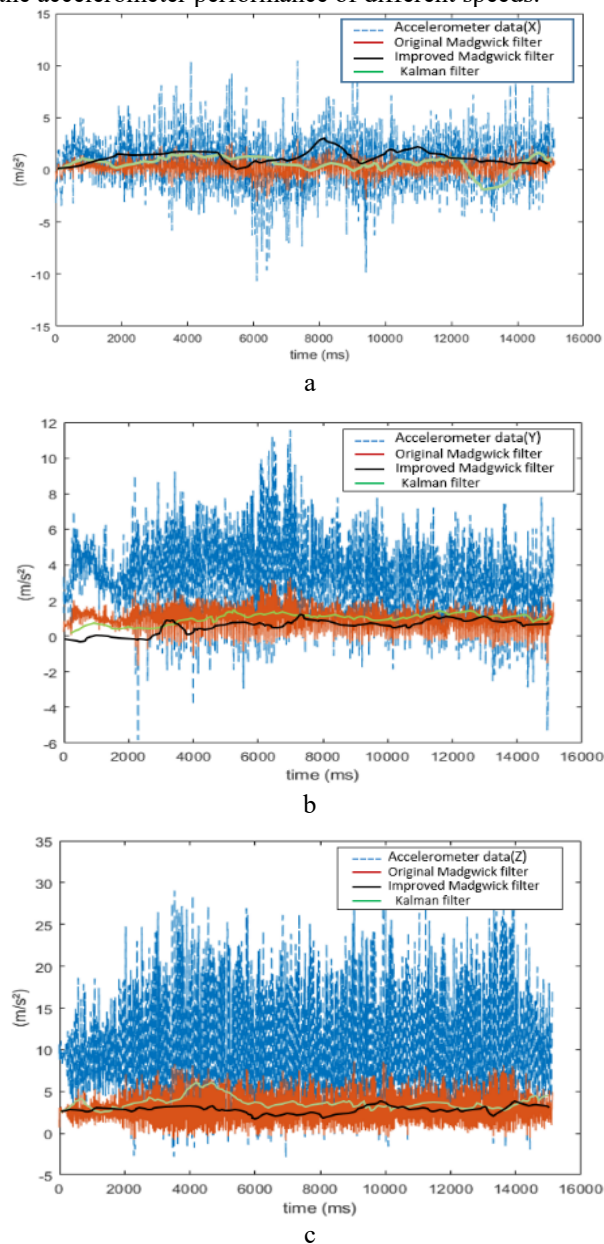 the accelerometer performance of different speeds.
Accelerometer data(X)
Original Madgwick filter
Improved Madgwick filter
Kalman filter
15
10
5
0
-5
-10
-15
(m/s²)
0 2000 4000 6000 8000 10000 12000 14000 16000
time (ms)
a
Accelerometer data(Y)
Original Madgwick filter
Improved Madgwick filter
Kalman filter
12
10
8
6
4
2
0
-2
-4
-6
(m/s²)
0 2000 4000 6000 8000 10000 12000 14000 16000
time (ms)
b
Accelerometer data(Z)
Original Madgwick filter
Improved Madgwick filter
Kalman filter
35
30
25
20
15
10
5
0
-5
(m/s²)
0 2000 4000 6000 8000 10000 12000 14000 16000
time (ms)
c